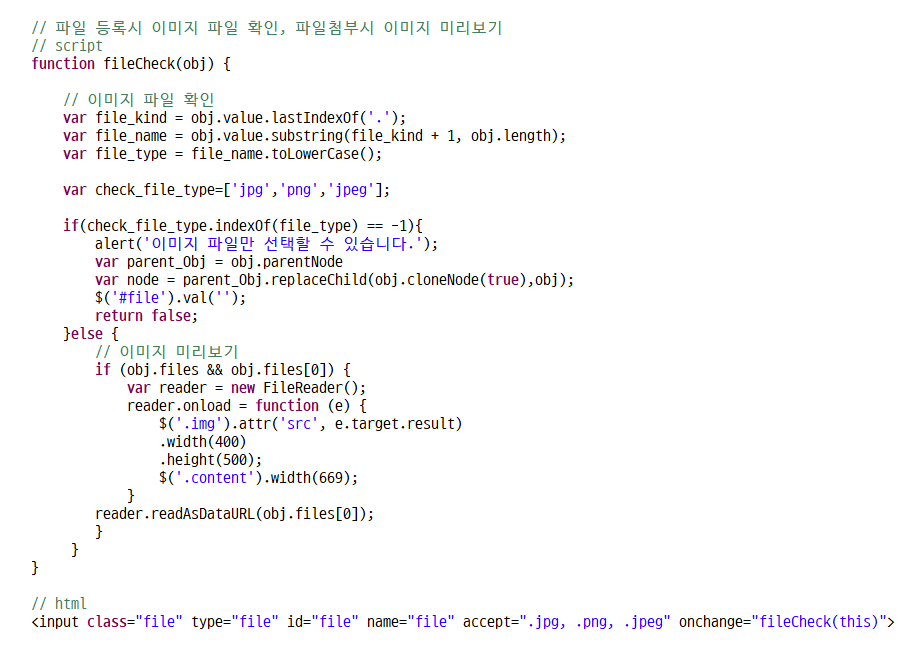 // 파일 등록시 이미지 파일 확인, 파일첨부시 이미지 미리보기
// script
function fileCheck(obj) {
// 이미지 파일 확인
var file_kind = obj.value.lastIndexOf('.');
var file_name = obj.value.substring(file_kind + 1, obj.length);
var file_type = file_name.toLowerCase();
var check_file_type=['jpg','png','jpeg'];
if(check_file_type.indexOf(file_type) == -1){
alert('이미지 파일만 선택할 수 있습니다.');
var parent_Obj = obj.parentNode
var node = parent_Obj.replaceChild(obj.cloneNode(true),obj);
$('#file').val('');
return false;
}else {
// 이미지 미리보기
if (obj.files && obj.files[0]) {
var reader = new FileReader();
reader.onload = function (e) {
$('.img').attr('src', e.target.result)
.width(400)
.height(500);
$('.content').width(669);
}
reader.readAsDataURL(obj.files[0]);
}
}
}
// html
<input class="file" type="file" id="file" name="file" accept=".jpg, .png, .jpeg" onchange="fileCheck(this)">